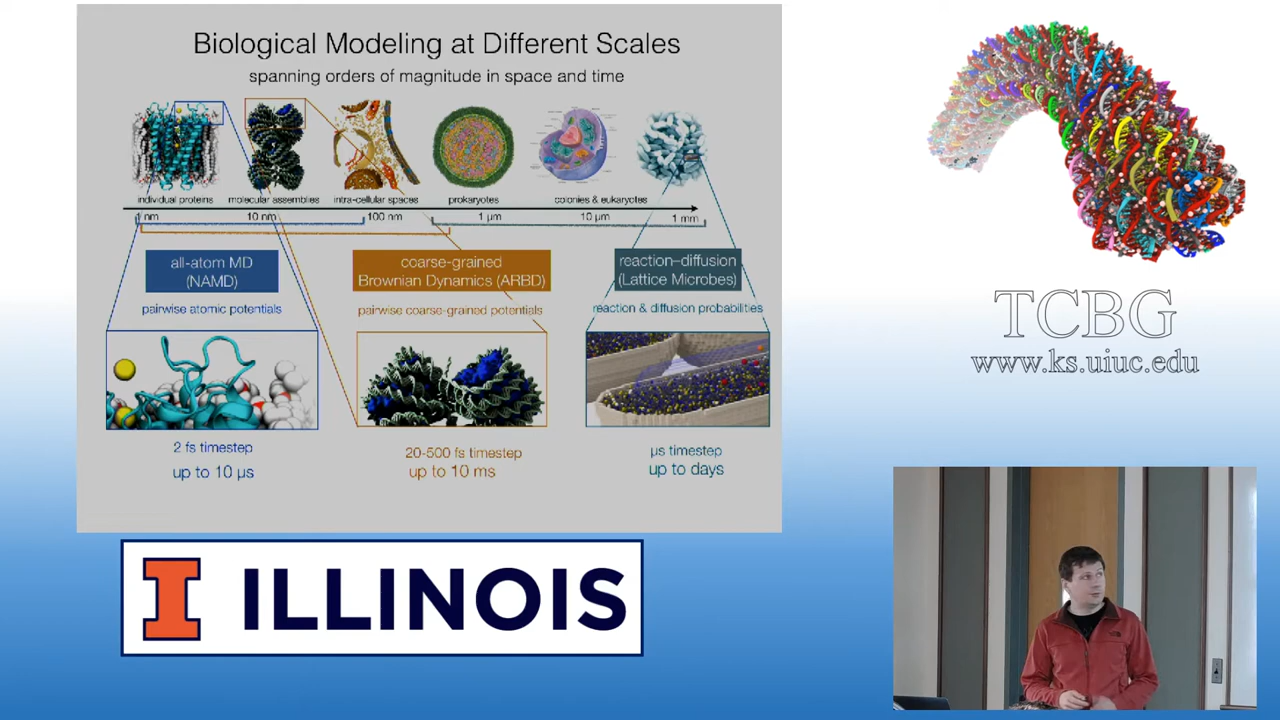 Biological Modeling at Different Scales
spanning orders of magnitude in space and time
individual proteins
molecular assemblies
intra-cellular spaces
prokaryotes
colonies & eukaryotes
1 nm
10 nm
100 nm
1 µm
10 µm
1 mm
all-atom MD
(NAMD)
pairwise atomic potentials
2 fs timestep
up to 10 µs
coarse-grained
Brownian Dynamics (ARBD)
pairwise coarse-grained potentials
20-500 fs timestep
up to 10 ms
reaction–diffusion
(Lattice Microbes)
reaction & diffusion probabilities
µs timestep
up to days
TCBG
www.ks.uiuc.edu
I ILLINOIS